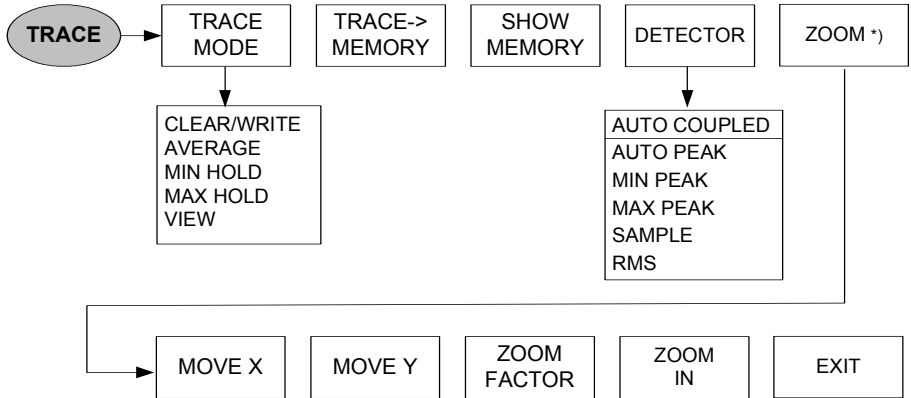 TRACE
TRACE
MODE
TRACE->
MEMORY
SHOW
MEMORY
DETECTOR
ZOOM *)
CLEAR/WRITE
AVERAGE
MIN HOLD
MAX HOLD
VIEW
AUTO COUPLED
AUTO PEAK
MIN PEAK
MAX PEAK
SAMPLE
RMS
MOVE X
MOVE Y
ZOOM
FACTOR
ZOOM
IN
EXIT